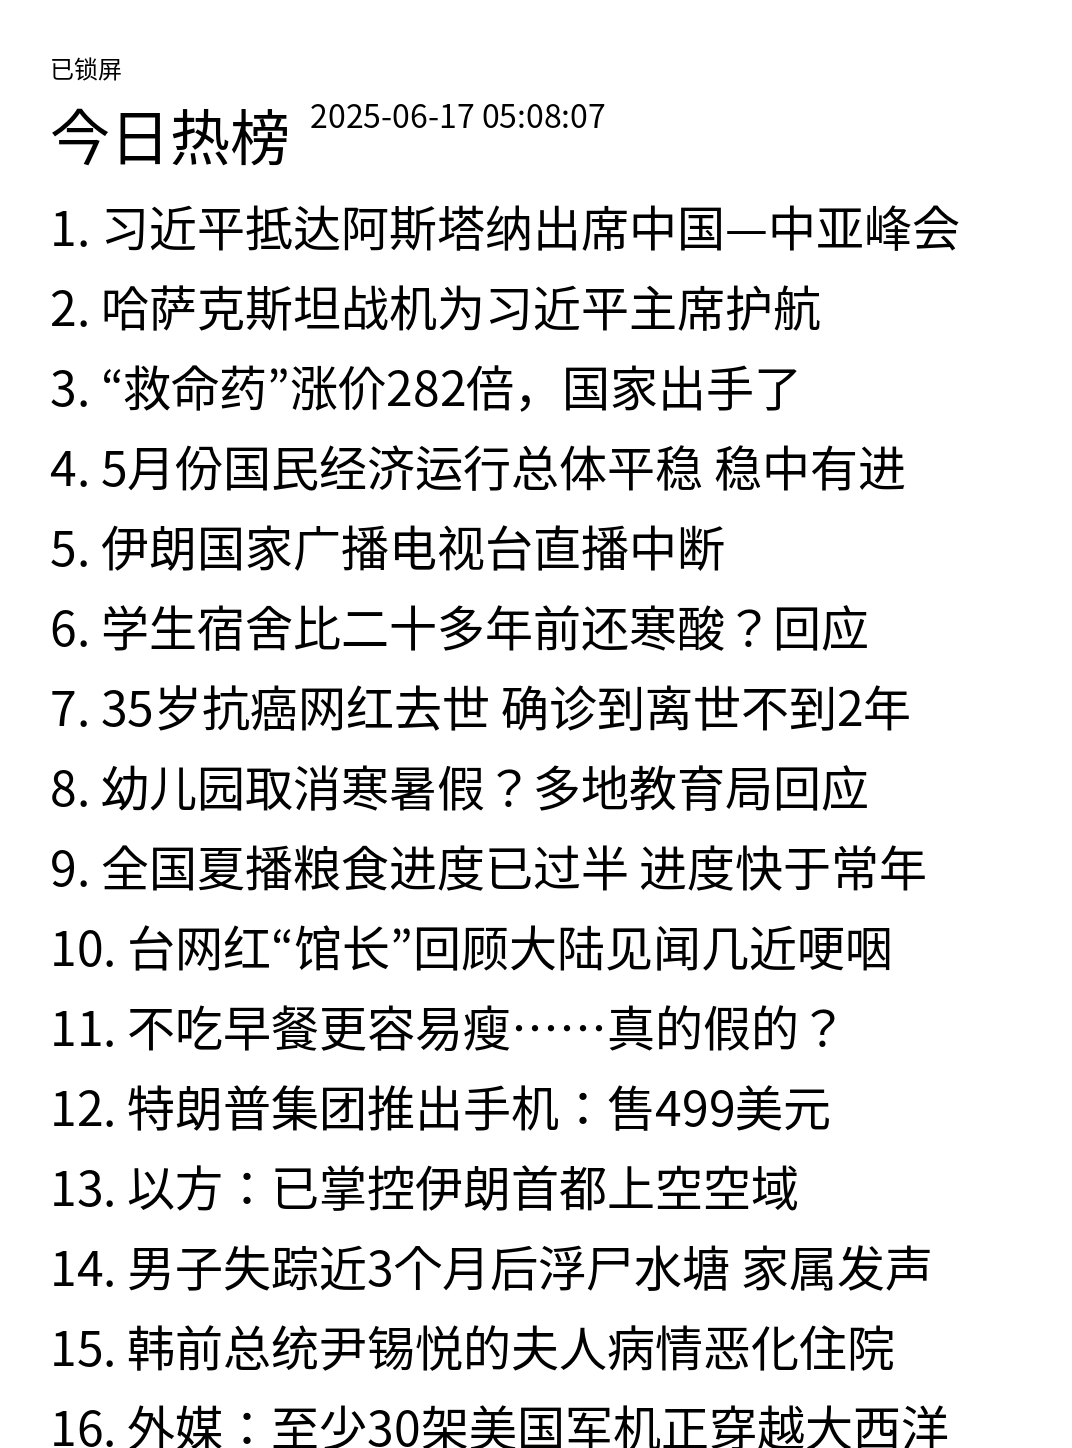 已锁屏
今日热榜 2025-06-17 05:08:07
1. 习近平抵达阿斯塔纳出席中国—中亚峰会
2. 哈萨克斯坦战机为习近平主席护航
3. “救命药”涨价282倍，国家出手了
4. 5月份国民经济运行总体平稳 稳中有进
5. 伊朗国家广播电视台直播中断
6. 学生宿舍比二十多年前还寒酸？回应
7. 35岁抗癌网红去世 确诊到离世不到2年
8. 幼儿园取消寒暑假？多地教育局回应
9. 全国夏播粮食进度已过半 进度快于常年
10. 台网红“馆长”回顾大陆见闻几近哽咽
11. 不吃早餐更容易瘦……真的假的？
12. 特朗普集团推出手机：售499美元
13. 以方：已掌控伊朗首都上空空域
14. 男子失踪近3个月后浮尸水塘 家属发声
15. 韩前总统尹锡悦的夫人病情恶化住院
16. 外媒：至少30架美国军机正穿越大西洋